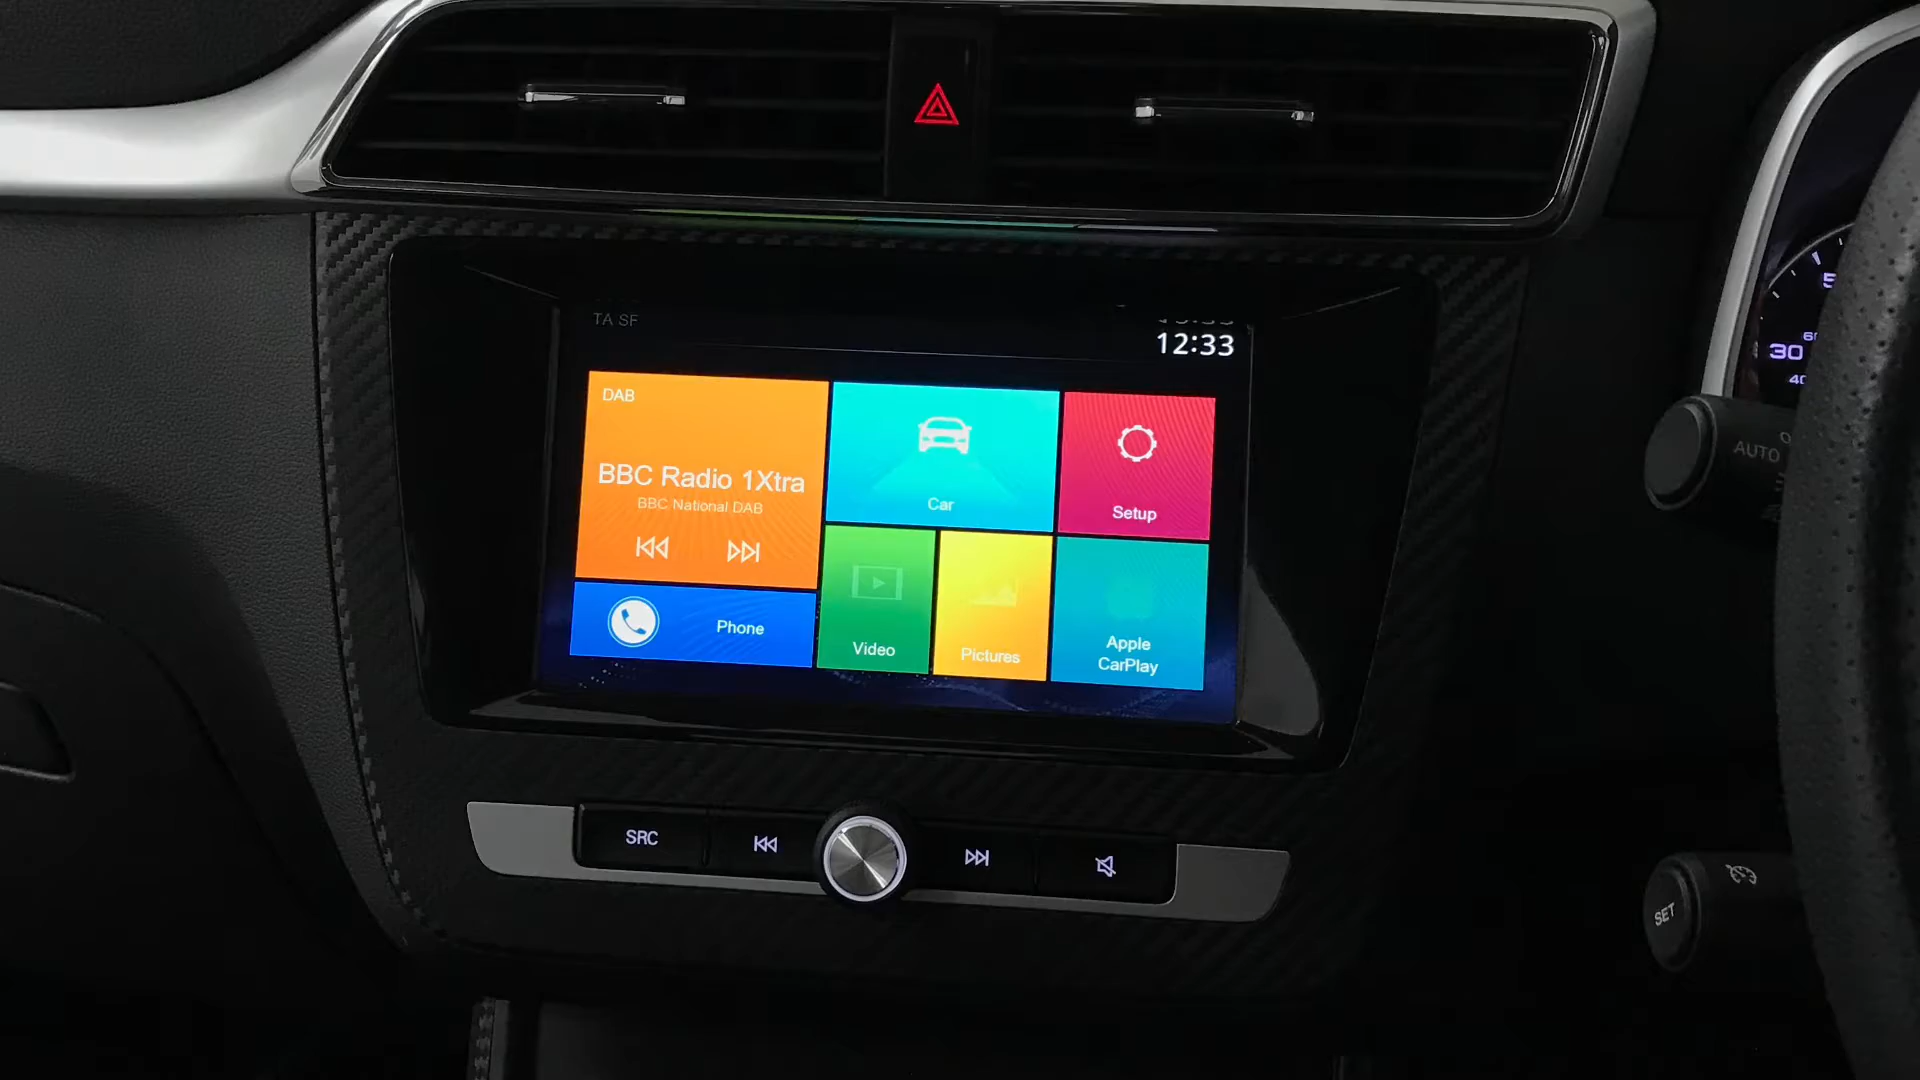 TA SF
12:33
DAB
BBC Radio 1Xtra
BBC National DAB
Car
Setup
Phone
Video
Pictures
Apple
CarPlay
SRC
30
AUTO
SET